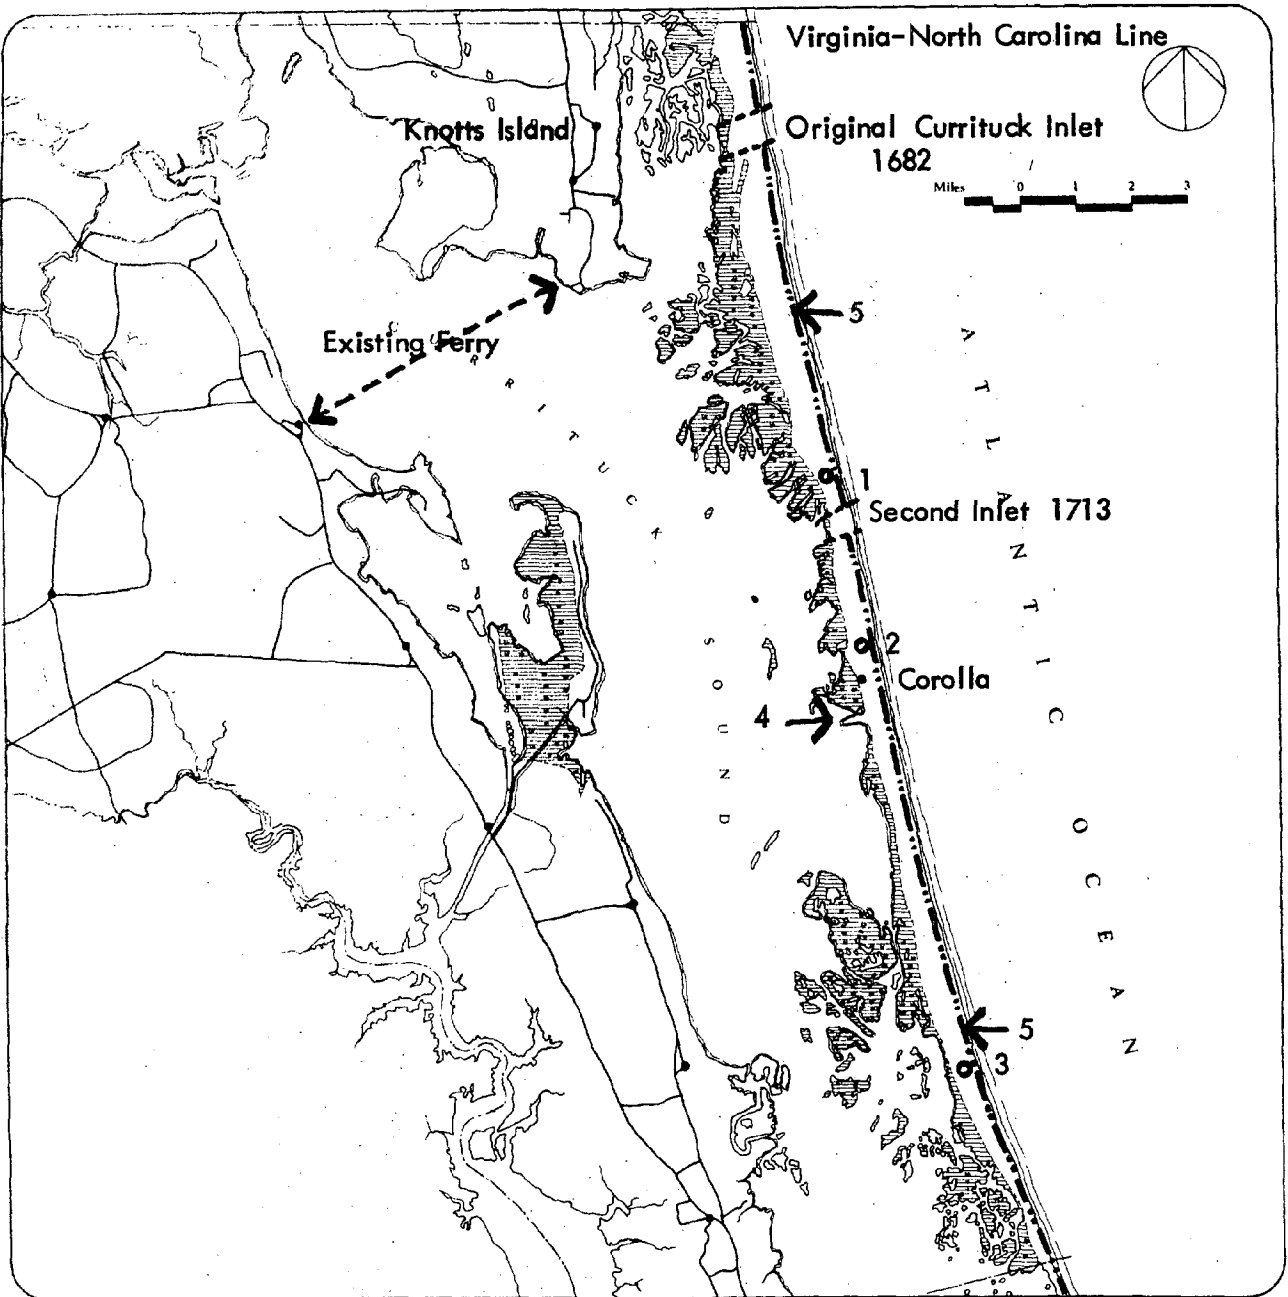 Virginia-North Carolina Line
Knotts Island
Original Currituck Inlet
1682
Miles 0 1 2 3
5
Existing Ferry
CURRITUCK
SOUND
ATLANTIC OCEAN
1
Second Inlet 1713
2
Corolla
4
5
3